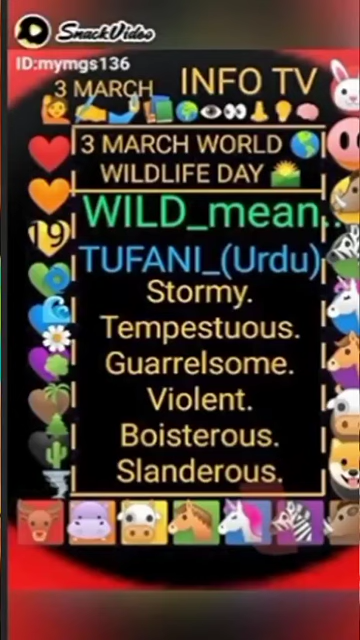 SnackVideo
ID:mymgs136
INFO TV
3 MARCH
3 MARCH WORLD
WILDLIFE DAY
WILD_mean..
TUFANI_(Urdu)
Stormy.
Tempestuous.
Guarrelsome.
Violent.
Boisterous.
Slanderous.
19